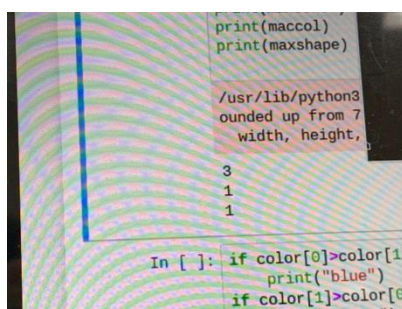 print(maccol)
print(maxshape)
/usr/lib/python3
ounded up from 7
width, height,
3
1
1
In [ ]: if color[0]>color[1
print("blue")
if color[1]>color[0